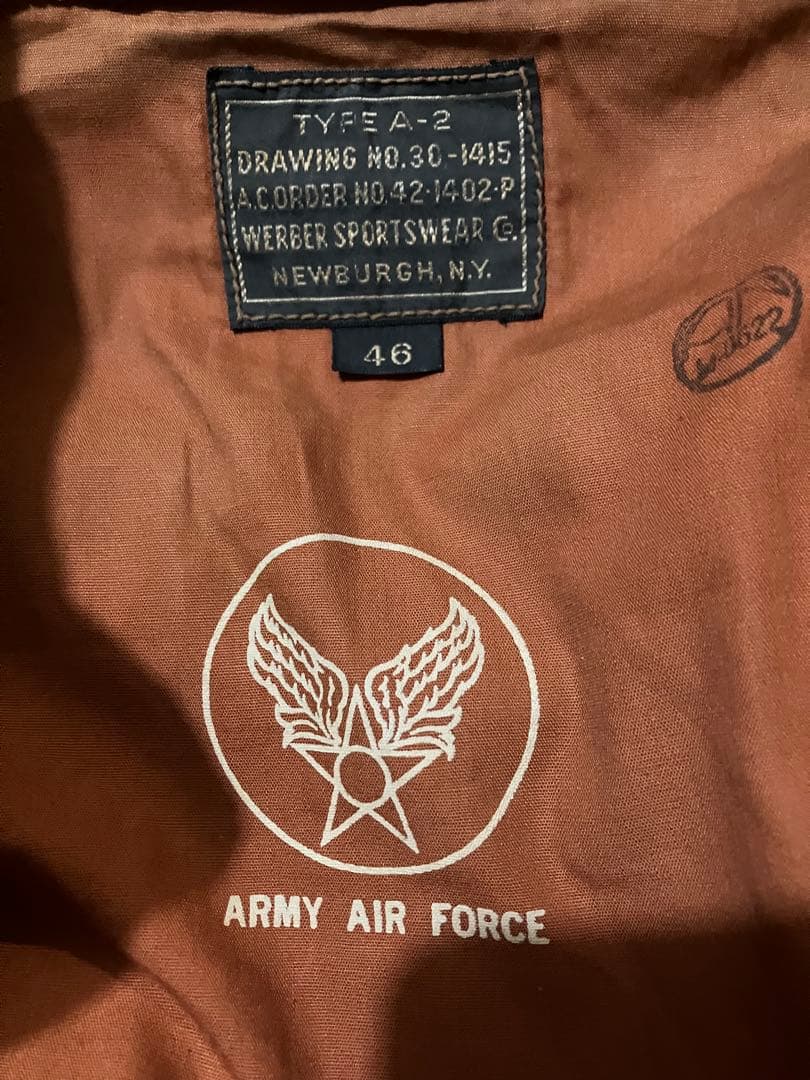 TYPE A-2
DRAWING NO. 30-1415
A.C. ORDER NO. 42-1402-P
WERBER SPORTSWEAR Co.
NEWBURGH, N.Y.
46
ARMY AIR FORCE